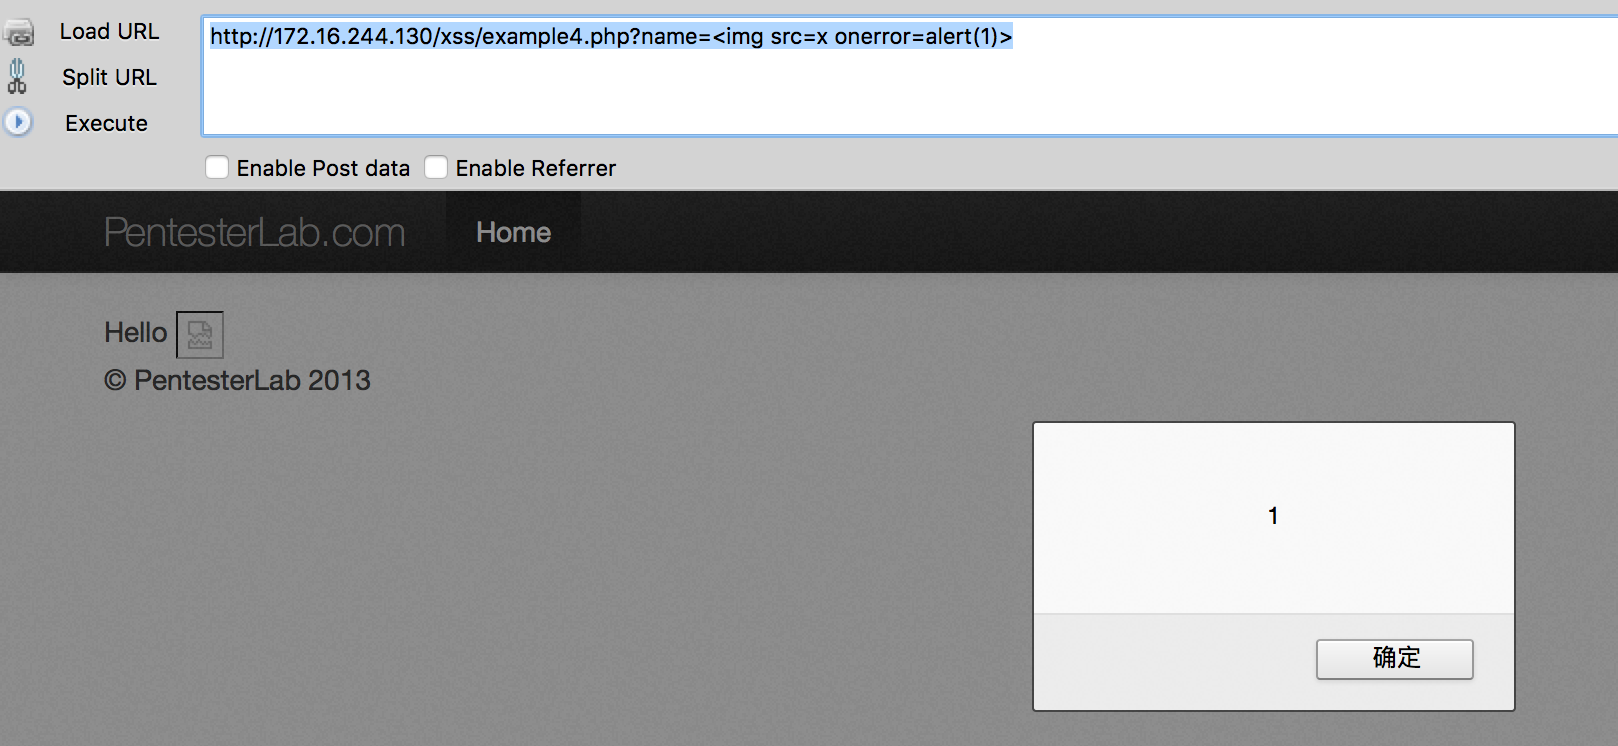 Load URL
http://172.16.244.130/xss/example4.php?name=<img src=x onerror=alert(1)>
Split URL
Execute
Enable Post data Enable Referrer
PentesterLab.com Home
Hello
© PentesterLab 2013
1
确定